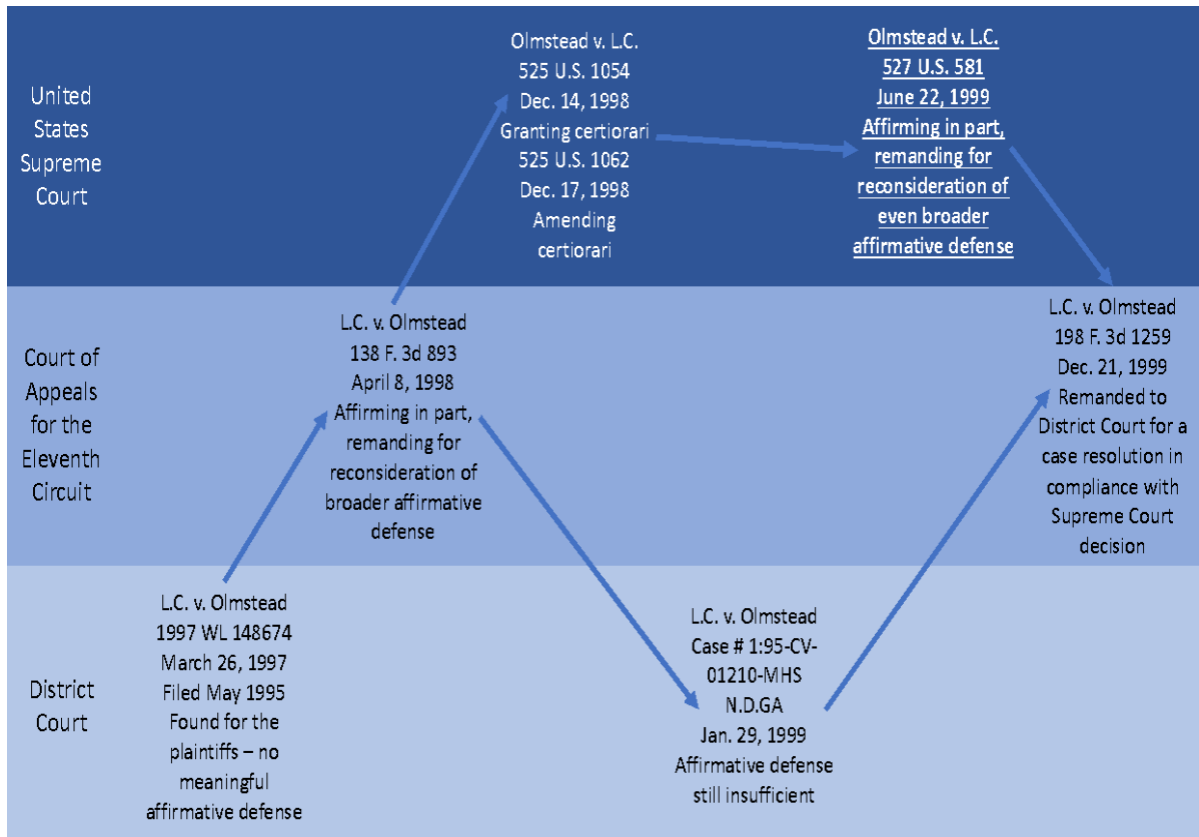 United
States
Supreme
Court
Olmstead v. L.C.
525 U.S. 1054
Dec. 14, 1998
Granting certiorari
525 U.S. 1062
Dec. 17, 1998
Amending
certiorari
Olmstead v. L.C.
527 U.S. 581
June 22, 1999
Affirming in part,
remanding for
reconsideration of
even broader
affirmative defense
Court of
Appeals
for the
Eleventh
Circuit
L.C. v. Olmstead
138 F. 3d 893
April 8, 1998
Affirming in part,
remanding for
reconsideration of
broader affirmative
defense
L.C. v. Olmstead
198 F. 3d 1259
Dec. 21, 1999
Remanded to
District Court for a
case resolution in
compliance with
Supreme Court
decision
District
Court
L.C. v. Olmstead
1997 WL 148674
March 26, 1997
Filed May 1995
Found for the
plaintiffs – no
meaningful
affirmative defense
L.C. v. Olmstead
Case # 1:95-CV-
01210-MHS
N.D.GA
Jan. 29, 1999
Affirmative defense
still insufficient